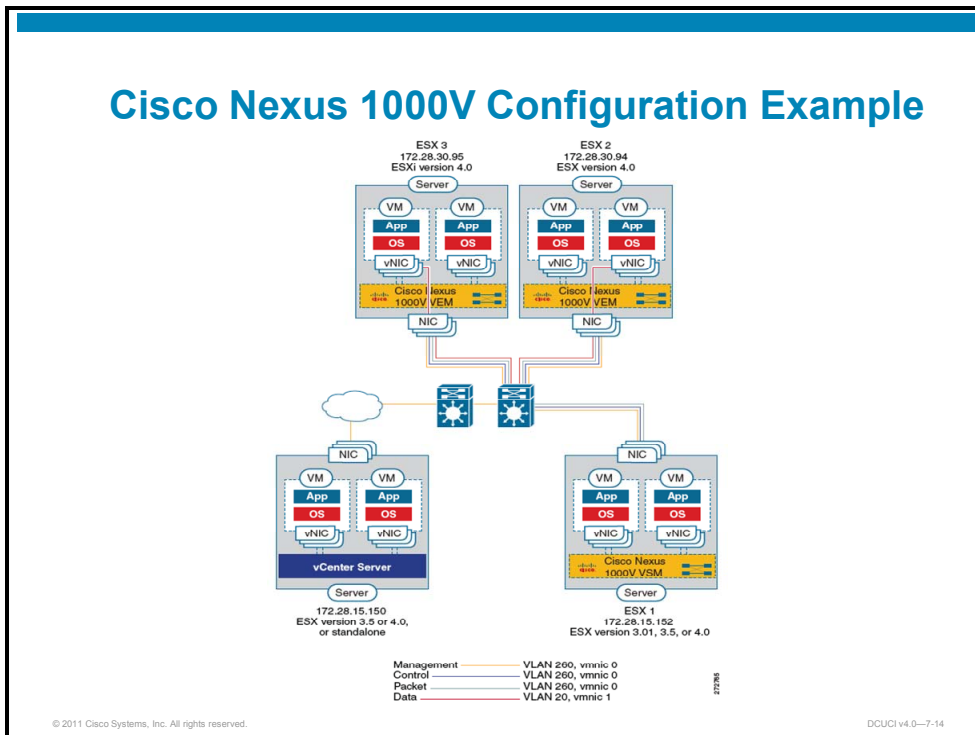 Cisco Nexus 1000V Configuration Example
ESX 3
172.28.30.95
ESXi version 4.0
Server
VM
VM
App
App
OS
OS
vNIC
vNIC
cisco
Cisco Nexus
1000V VEM
NIC
ESX 2
172.28.30.94
ESX version 4.0
Server
VM
VM
App
App
OS
OS
vNIC
vNIC
cisco
Cisco Nexus
1000V VEM
NIC
NIC
VM
VM
App
App
OS
OS
vNIC
vNIC
vCenter Server
Server
172.28.15.150
ESX version 3.5 or 4.0,
or standalone
NIC
VM
VM
App
App
OS
OS
vNIC
vNIC
cisco
Cisco Nexus
1000V VSM
Server
ESX 1
172.28.15.152
ESX version 3.01, 3.5, or 4.0
Management VLAN 260, vmnic 0
Control VLAN 260, vmnic 0
Packet VLAN 260, vmnic 0
Data VLAN 20, vmnic 1
272785
© 2011 Cisco Systems, Inc. All rights reserved.
DCUCI v4.0—7-14